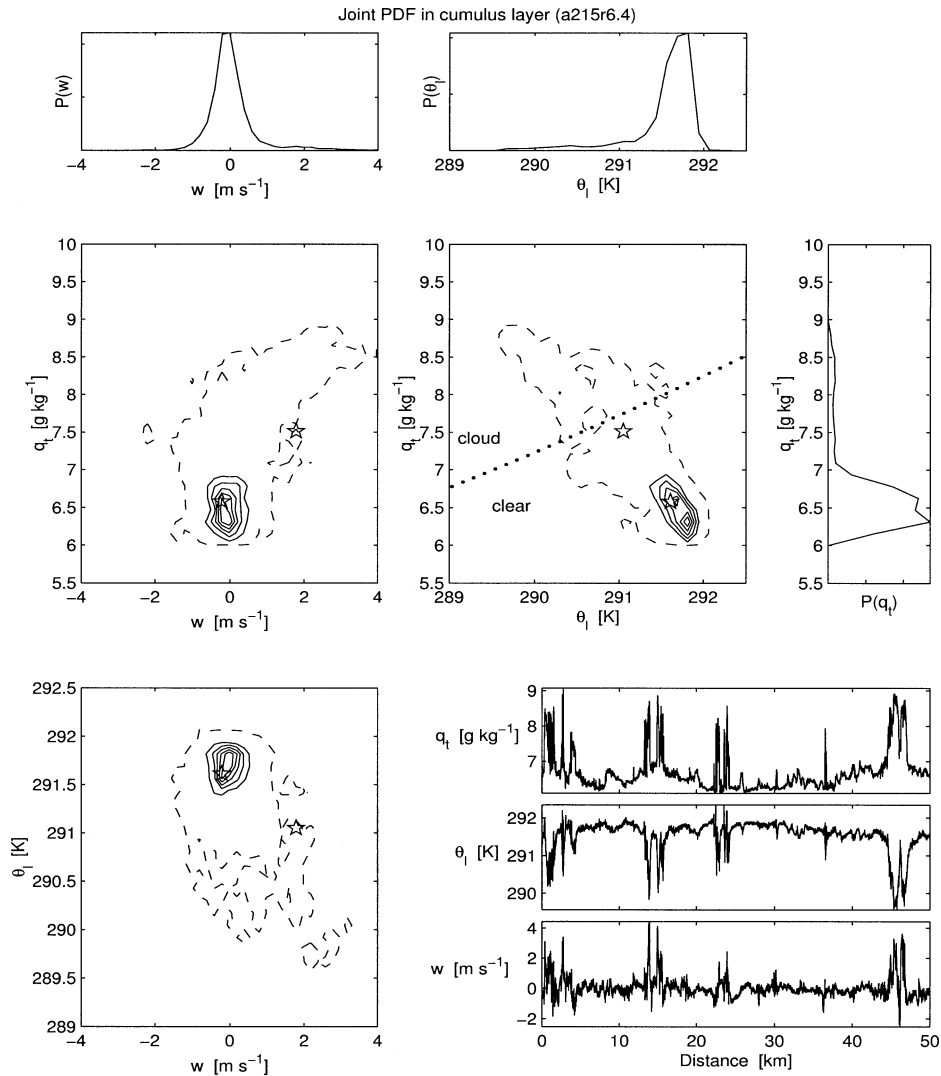 Joint PDF in cumulus layer (a215r6.4)
P(w)
−4 −2 0 2 4
w [m s⁻¹]
P(θₗ)
289 290 291 292
θₗ [K]
10
9.5
9
8.5
8
7.5
7
6.5
6
5.5
qₜ [g kg⁻¹]
−4 −2 0 2 4
w [m s⁻¹]
10
9.5
9
8.5
8
7.5
7
6.5
6
5.5
qₜ [g kg⁻¹]
cloud
clear
289 290 291 292
θₗ [K]
10
9.5
9
8.5
8
7.5
7
6.5
6
5.5
qₜ [g kg⁻¹]
P(qₜ)
292.5
292
291.5
291
290.5
290
289.5
289
θₗ [K]
−4 −2 0 2 4
w [m s⁻¹]
qₜ [g kg⁻¹]
9
8
7
6
θₗ [K]
292
291
290
w [m s⁻¹]
4
2
0
−2
0 10 20 30 40 50
Distance [km]